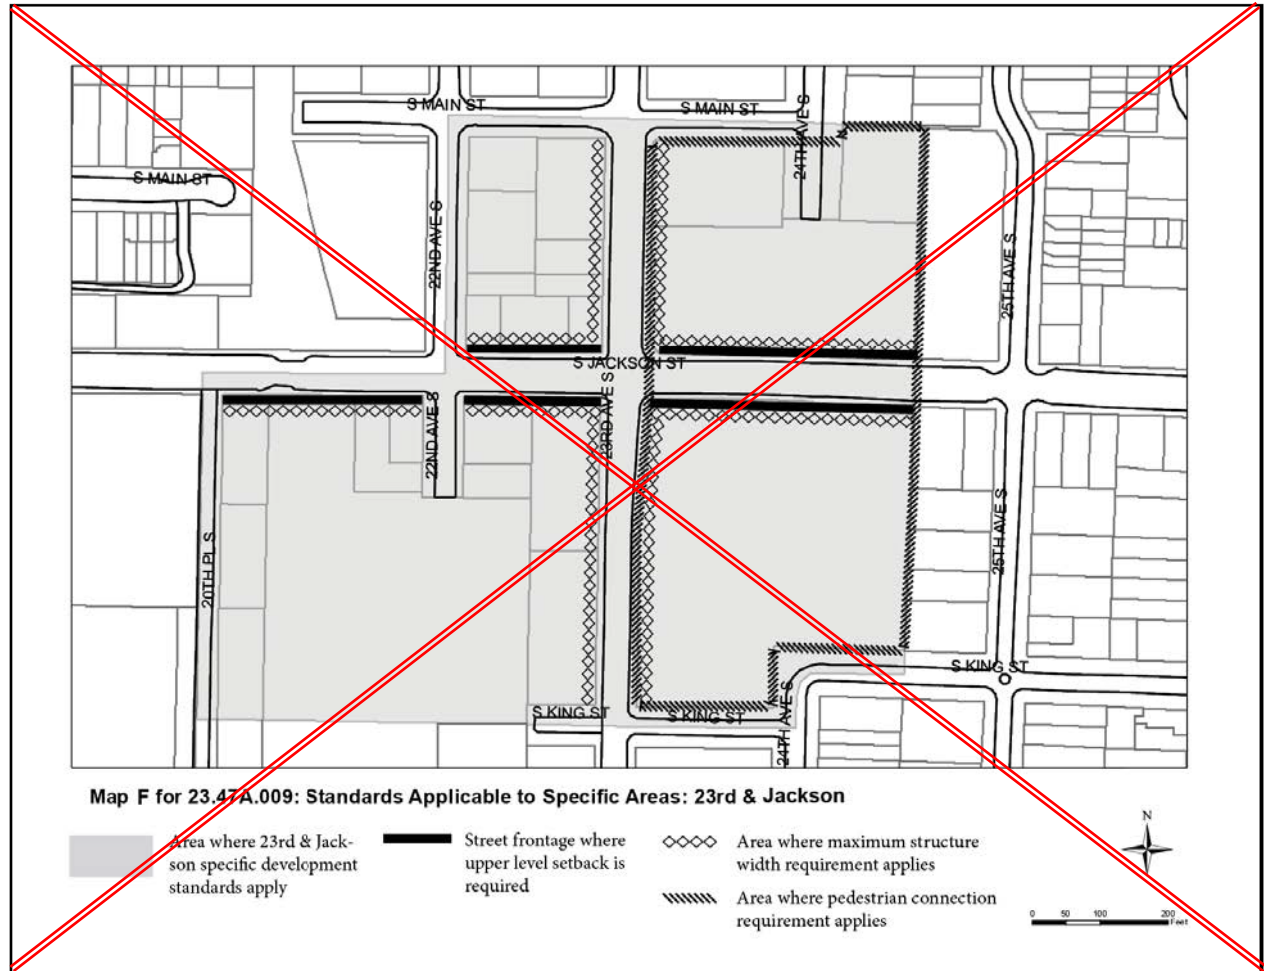 S MAIN ST
S MAIN ST
24TH AVE S
S MAIN ST
22ND AVE S
25TH AVE S
S JACKSON ST
23RD AVE S
22ND AVE S
20TH PL S
25TH AVE S
S KING ST
S KING ST
S KING ST
24TH AVE S
Map F for 23.47A.009: Standards Applicable to Specific Areas: 23rd & Jackson
Area where 23rd & Jack-
son specific development
standards apply
Street frontage where
upper level setback is
required
Area where maximum structure
width requirement applies
Area where pedestrian connection
requirement applies
N
0 50 100 200
Feet